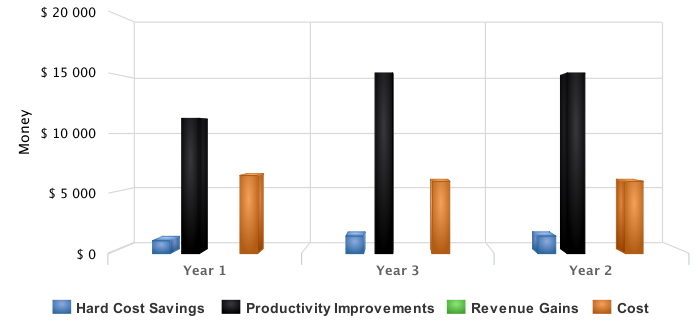 $ 20 000
$ 15 000
$ 10 000
$ 5 000
$ 0
Money
Year 1 Year 3 Year 2
Hard Cost Savings Productivity Improvements Revenue Gains Cost